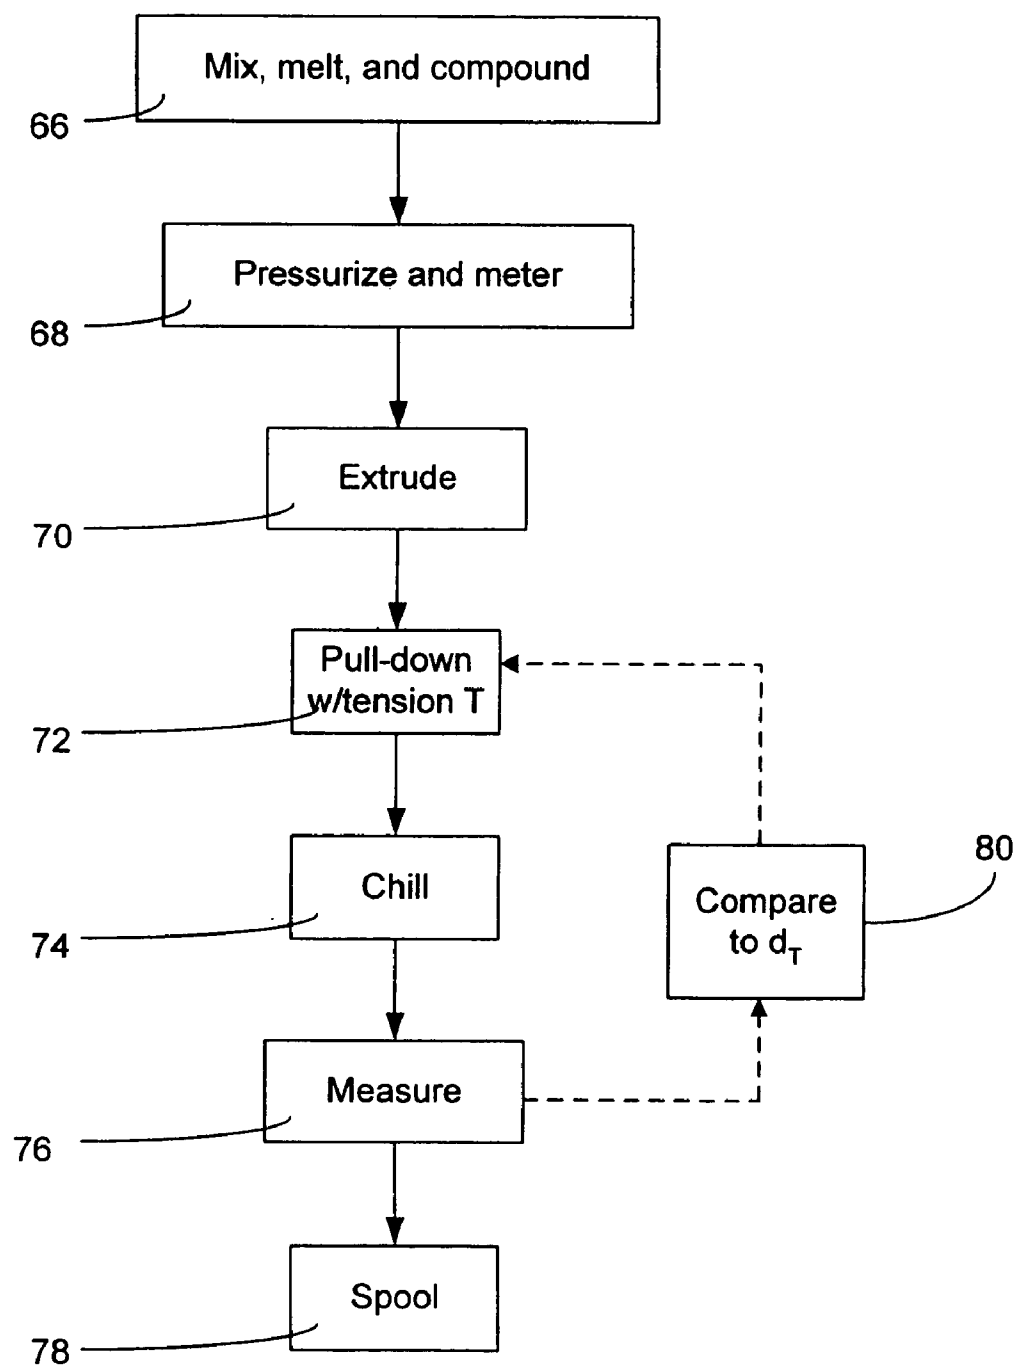 Mix, melt, and compound
66
Pressurize and meter
68
Extrude
70
Pull-down
w/tension T
72
Chill
74
Compare
to d_T
80
Measure
76
Spool
78